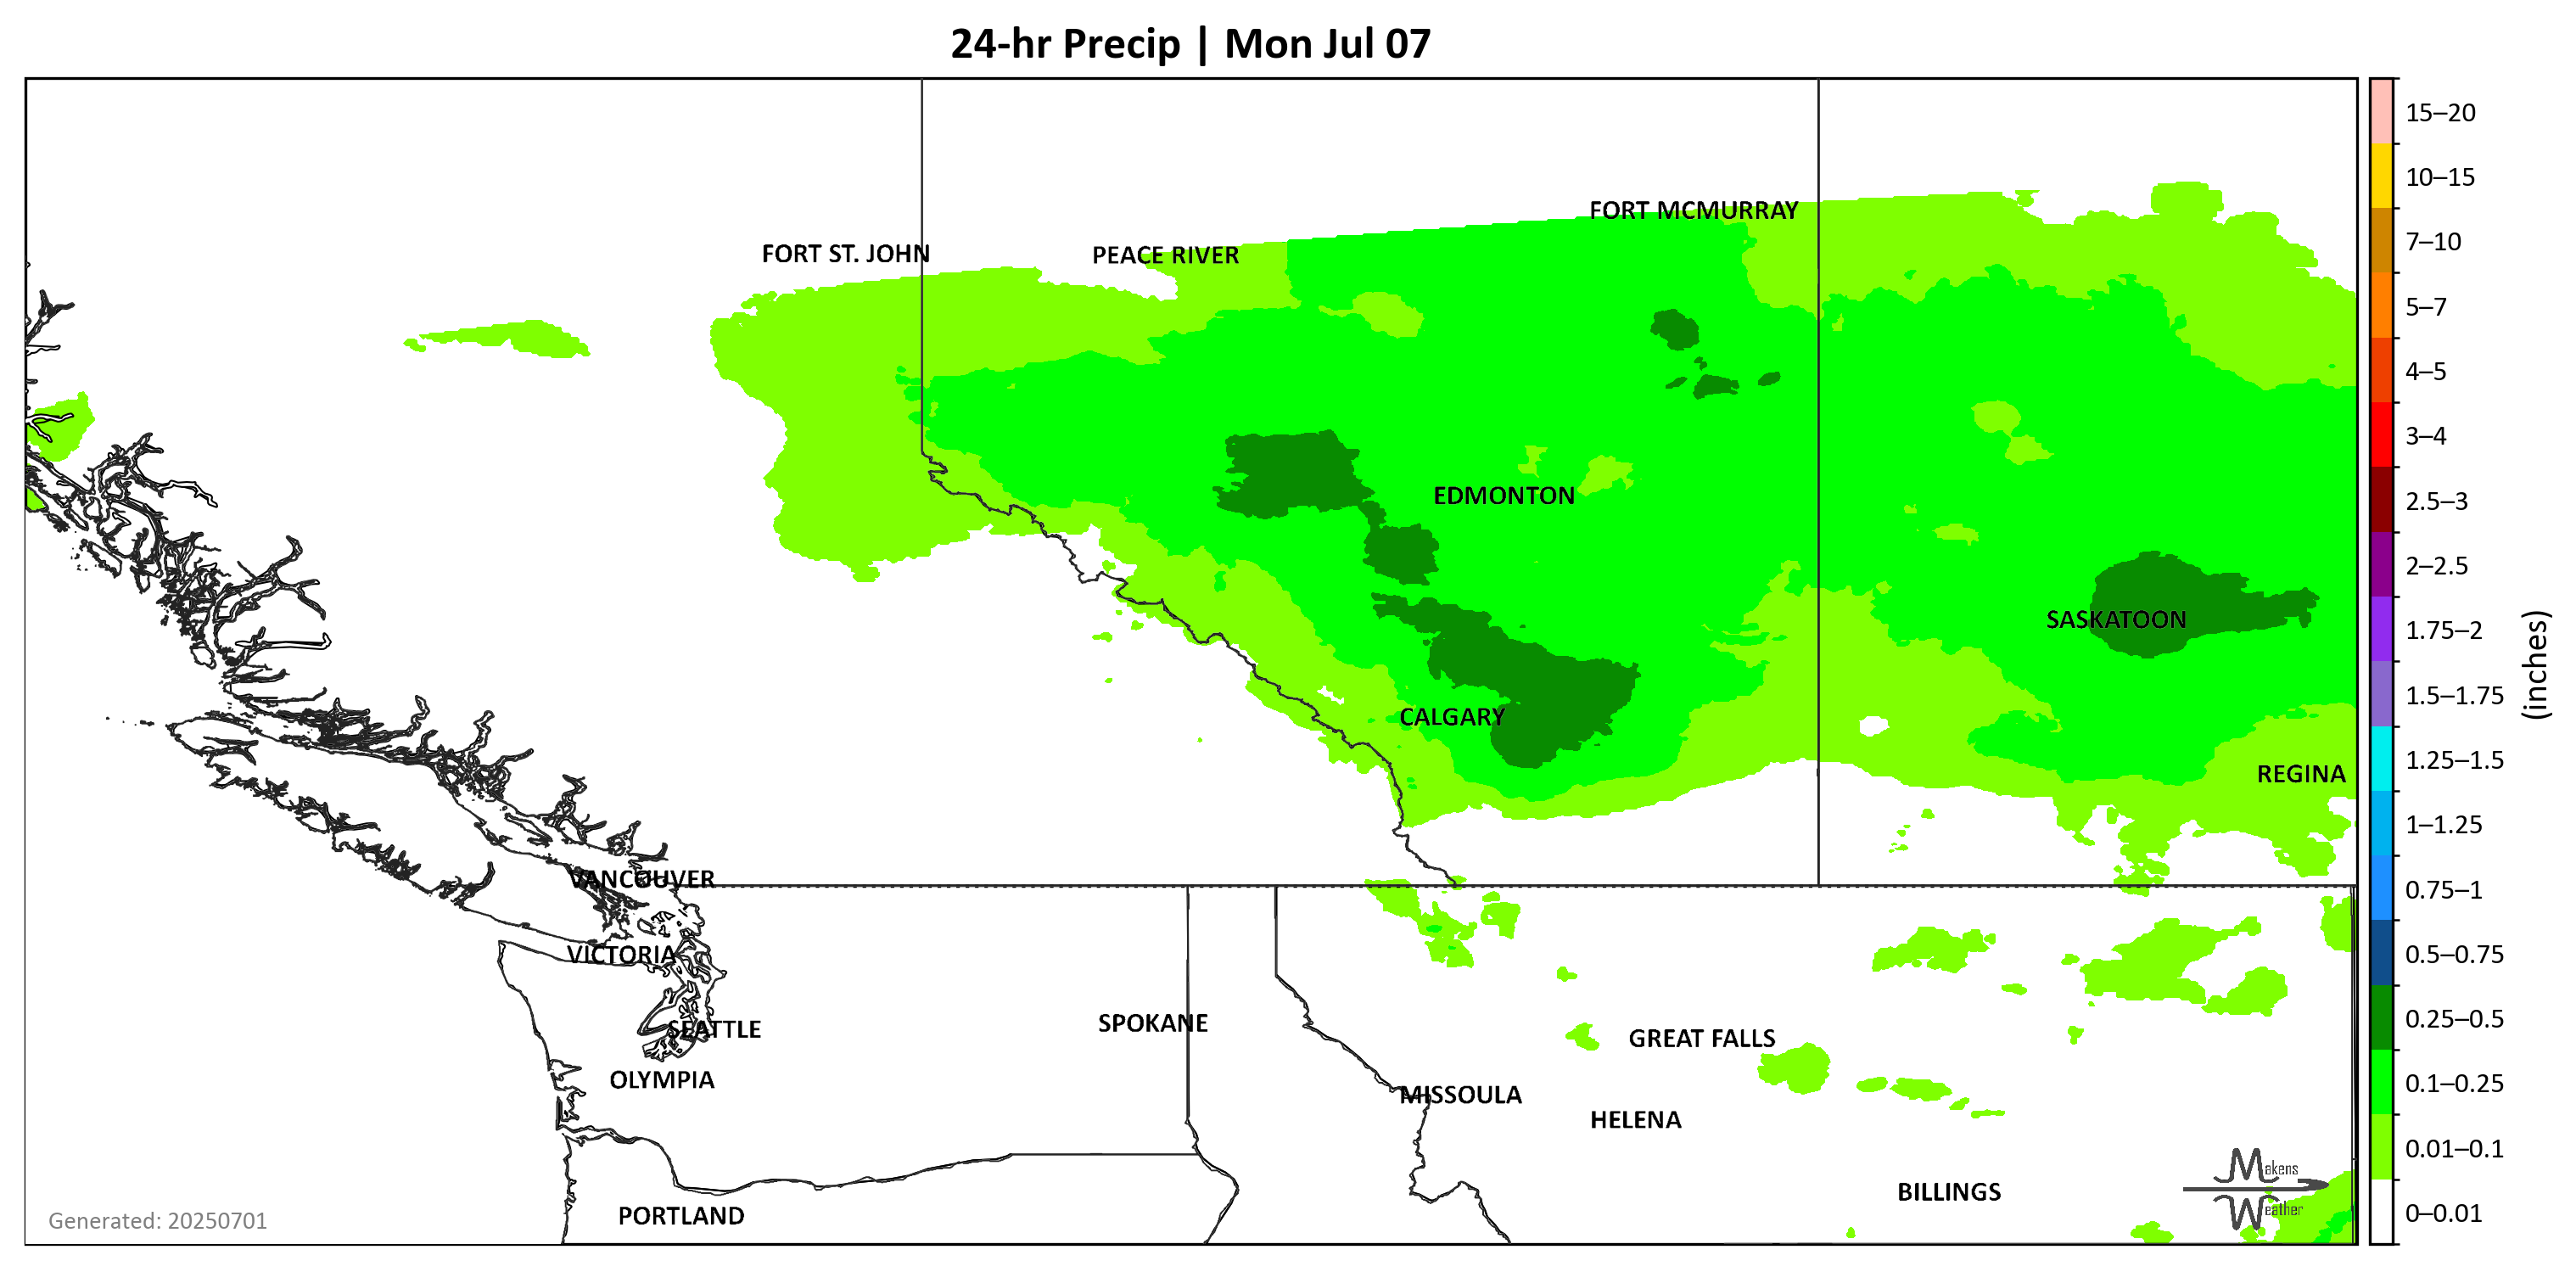 24-hr Precip | Mon Jul 07
FORT MCMURRAY
FORT ST. JOHN
PEACE RIVER
EDMONTON
SASKATOON
CALGARY
REGINA
VANCOUVER
VICTORIA
SPOKANE
SEATTLE
GREAT FALLS
OLYMPIA
MISSOULA
HELENA
BILLINGS
PORTLAND
Makens
Weather
Generated: 20250701
15–20
10–15
7–10
5–7
4–5
3–4
2.5–3
2–2.5
1.75–2
1.5–1.75
1.25–1.5
1–1.25
0.75–1
0.5–0.75
0.25–0.5
0.1–0.25
0.01–0.1
0–0.01
(inches)